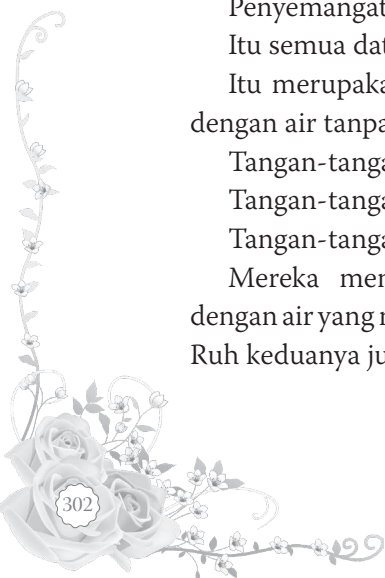 Penyemangat
Itu semua dat
Itu merupaka
dengan air tanpa
Tangan-tanga
Tangan-tanga
Tangan-tanga
Mereka men
dengan air yang
Ruh keduanya ju
302